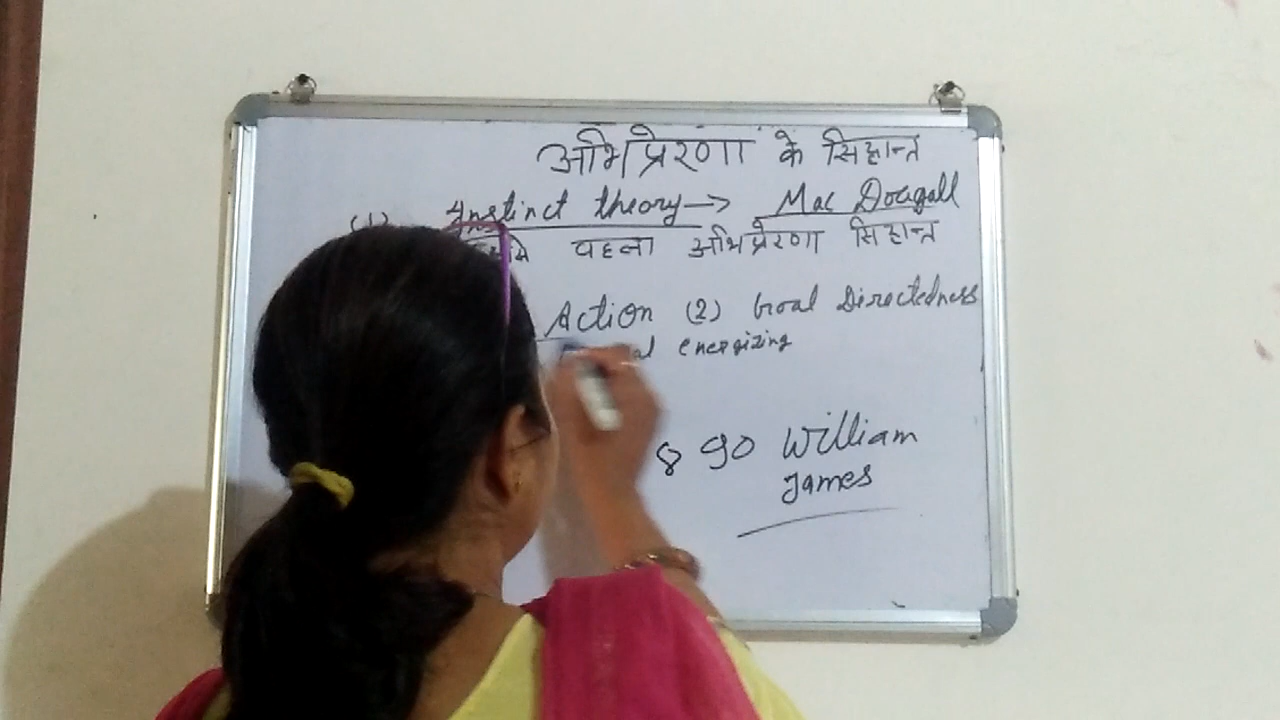 अभिप्रेरणा के सिद्धान्त
(1) Instinct theory → Mac Dougall
पहला अभिप्रेरणा सिद्धान्त
Action (2) Goal Directedness
energizing
890 William
James